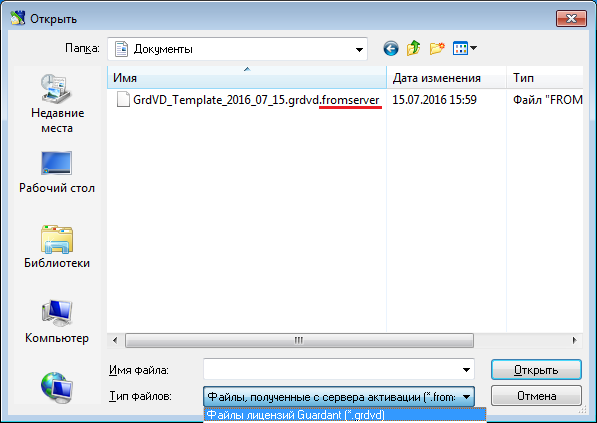 Открыть
Папка: Документы
Имя Дата изменения Тип
GrdVD_Template_2016_07_15.grdvd.fromserver 15.07.2016 15:59 Файл "FROM
Недавние
места
Рабочий стол
Библиотеки
Компьютер
Имя файла: Открыть
Тип файлов: Файлы, полученные с сервера активации (*.from: Отмена
Файлы лицензий Guardant (*.grdvd)